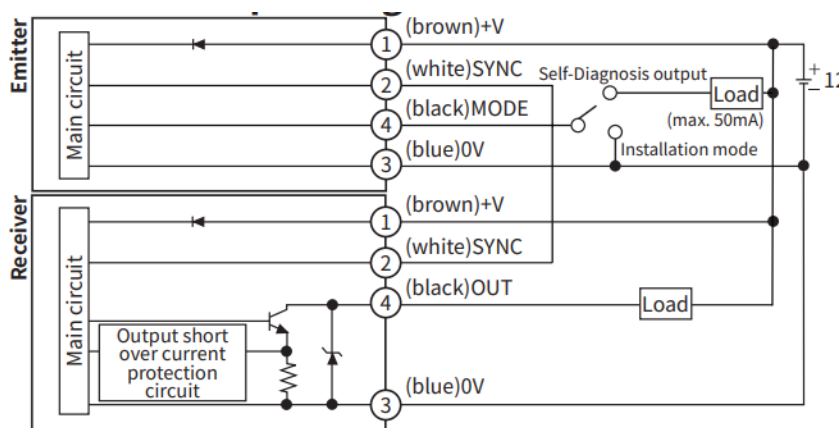 Emitter
Main circuit
1
(brown)+V
2
(white)SYNC
4
(black)MODE
3
(blue)0V
Self-Diagnosis output
Load
(max. 50mA)
Installation mode
+
−
12
Receiver
Main circuit
1
(brown)+V
2
(white)SYNC
4
(black)OUT
Load
Output short
over current
protection
circuit
3
(blue)0V